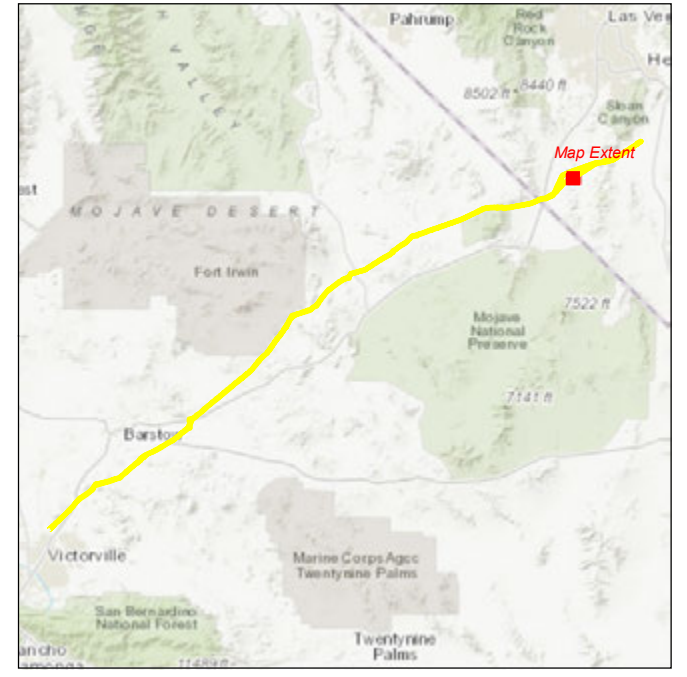 Pahrump
Red
Rock
Canyon
Las Ve
He
8502 ft
8440 ft
Sloan
Canyon
Map Extent
VALLEY
MOJAVE DESERT
Fort Irwin
7522 ft
Mojave
National
Preserve
7141 ft
Barstow
Victorville
Marine Corps Agcc
Twentynine Palms
San Bernardino
National Forest
Twentynine
Palms
ancho
amonga
11489 ft